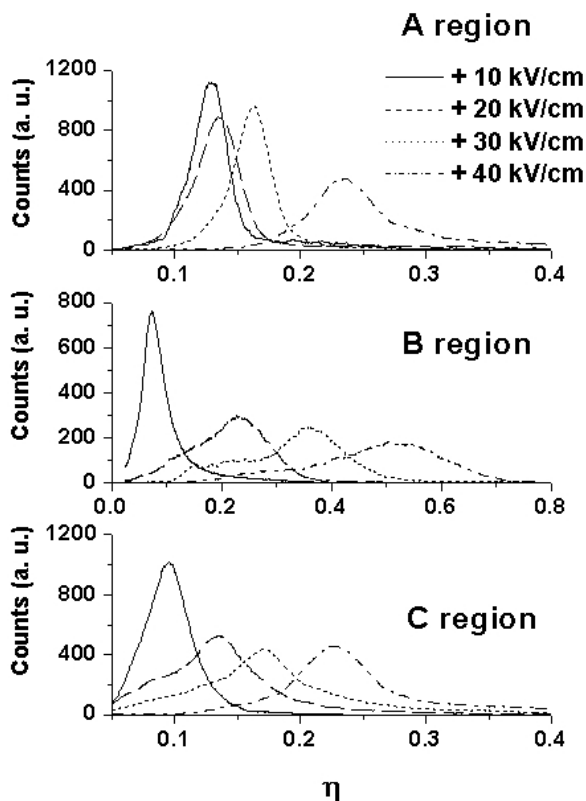 A region
+ 10 kV/cm
+ 20 kV/cm
+ 30 kV/cm
+ 40 kV/cm
Counts (a. u.)
1200
800
400
0
0.1 0.2 0.3 0.4
B region
Counts (a. u.)
800
600
400
200
0
0.0 0.2 0.4 0.6 0.8
C region
Counts (a. u.)
1200
800
400
0
0.1 0.2 0.3 0.4
η